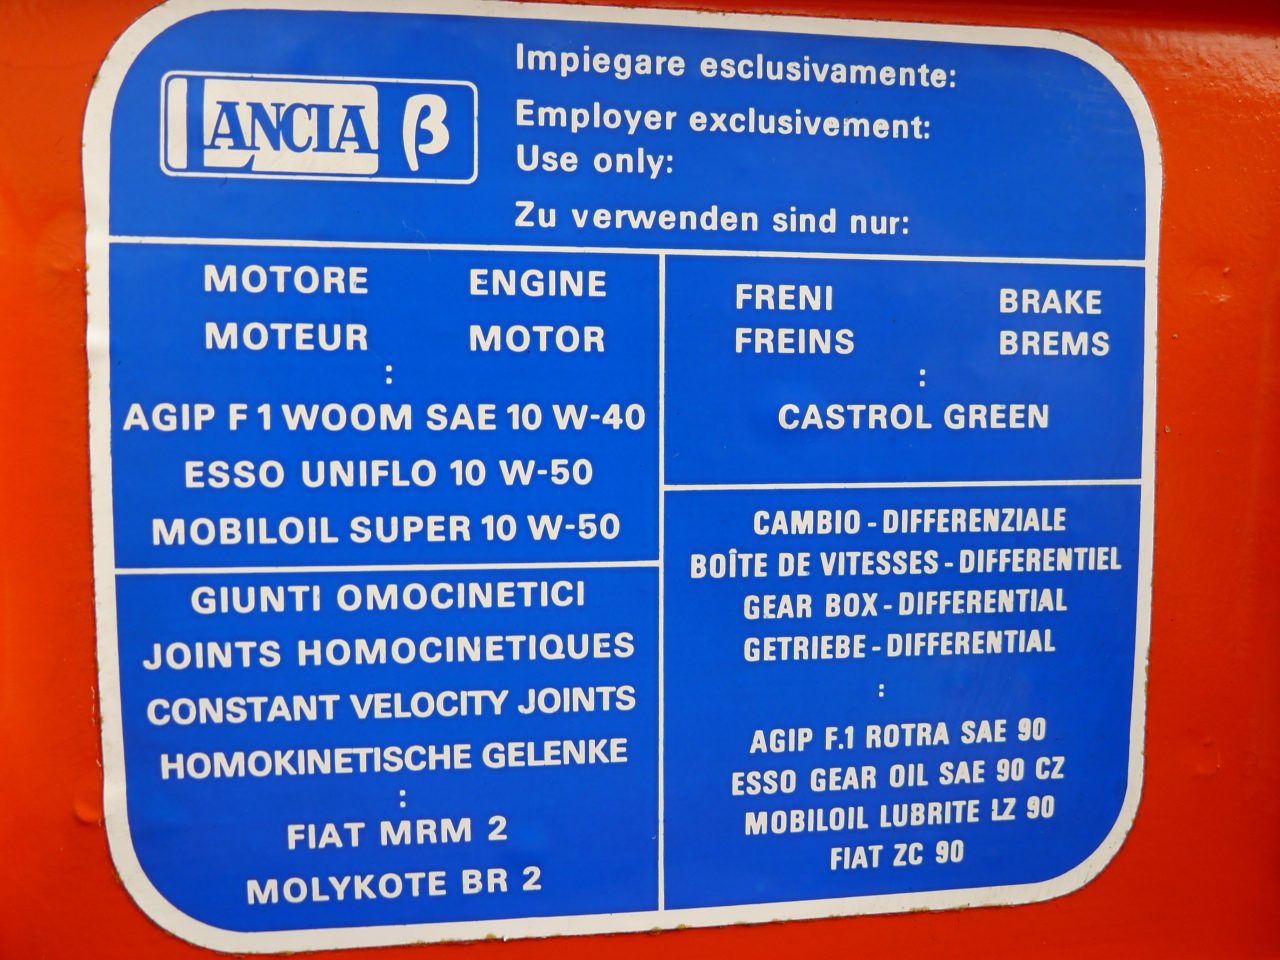 LANCIA β
Impiegare esclusivamente:
Employer exclusivement:
Use only:
Zu verwenden sind nur:
MOTORE ENGINE
MOTEUR MOTOR
:
AGIP F 1 WOOM SAE 10 W-40
ESSO UNIFLO 10 W-50
MOBILOIL SUPER 10 W-50
FRENI BRAKE
FREINS BREMS
:
CASTROL GREEN
GIUNTI OMOCINETICI
JOINTS HOMOCINETIQUES
CONSTANT VELOCITY JOINTS
HOMOKINETISCHE GELENKE
:
FIAT MRM 2
MOLYKOTE BR 2
CAMBIO - DIFFERENZIALE
BOÎTE DE VITESSES - DIFFERENTIEL
GEAR BOX - DIFFERENTIAL
GETRIEBE - DIFFERENTIAL
:
AGIP F.1 ROTRA SAE 90
ESSO GEAR OIL SAE 90 CZ
MOBILOIL LUBRITE LZ 90
FIAT ZC 90